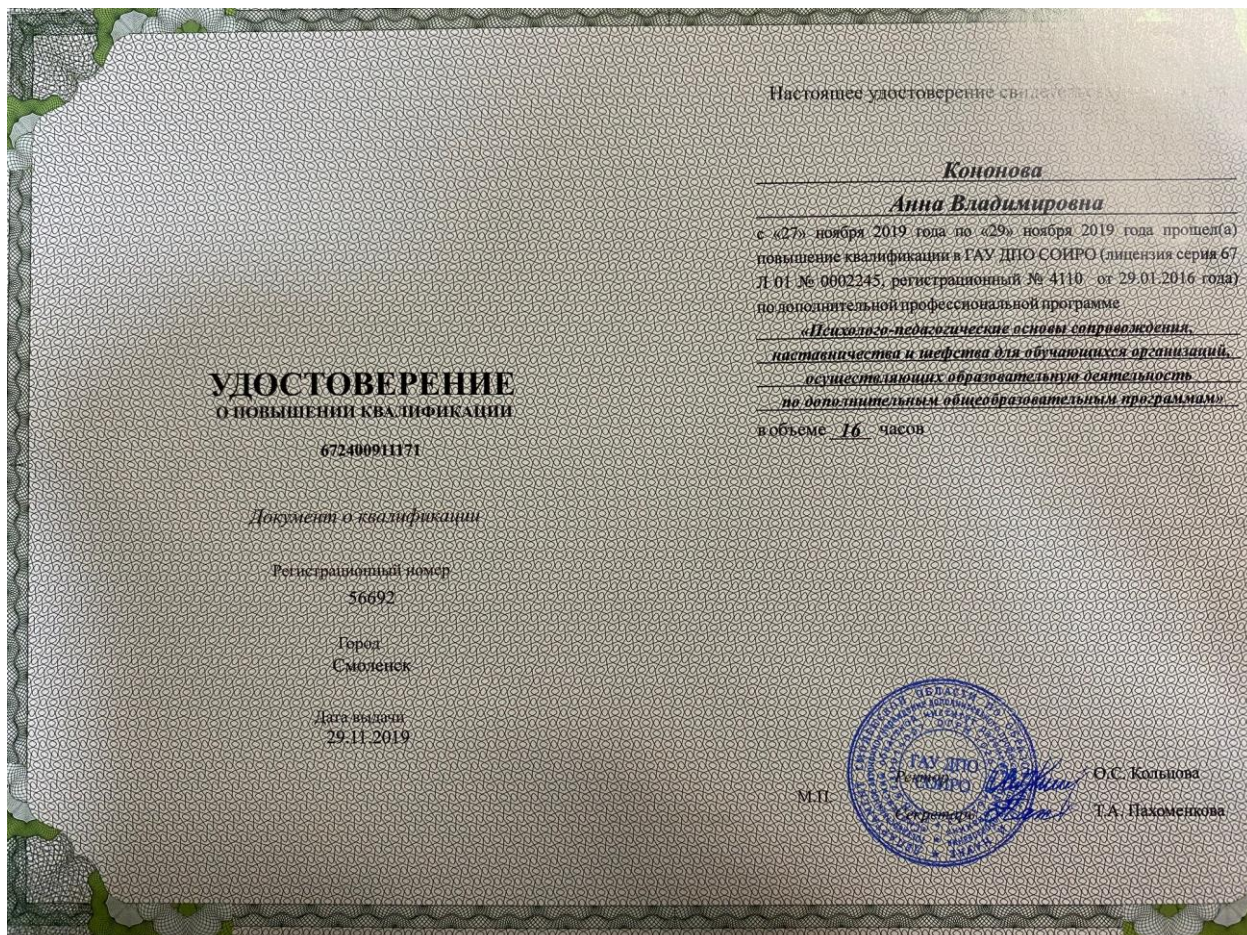 УДОСТОВЕРЕНИЕ
О ПОВЫШЕНИИ КВАЛИФИКАЦИИ
672400911171
Документ о квалификации
Регистрационный номер
56692
Город
Смоленск
Дата выдачи
29.11.2019
Настоящее удостоверение
Кононова
Анна Владимировна
с «27» ноября 2019 года по «29» ноября 2019 года прошел(а)
повышение квалификации в ГАУ ДПО СОИРО (лицензия серия 67
Л 01 № 0002245, регистрационный № 4110 от 29.01.2016 года)
по дополнительной профессиональной программе
«Психолого-педагогические основы сопровождения,
наставничества и шефства для обучающихся организаций,
осуществляющих образовательную деятельность
по дополнительным общеобразовательным программам»
в объеме 16 часов
ГАУ ДПО
СОИРО
М.П.
Ректор О.С. Кольцова
Секретарь Т.А. Пахоменкова